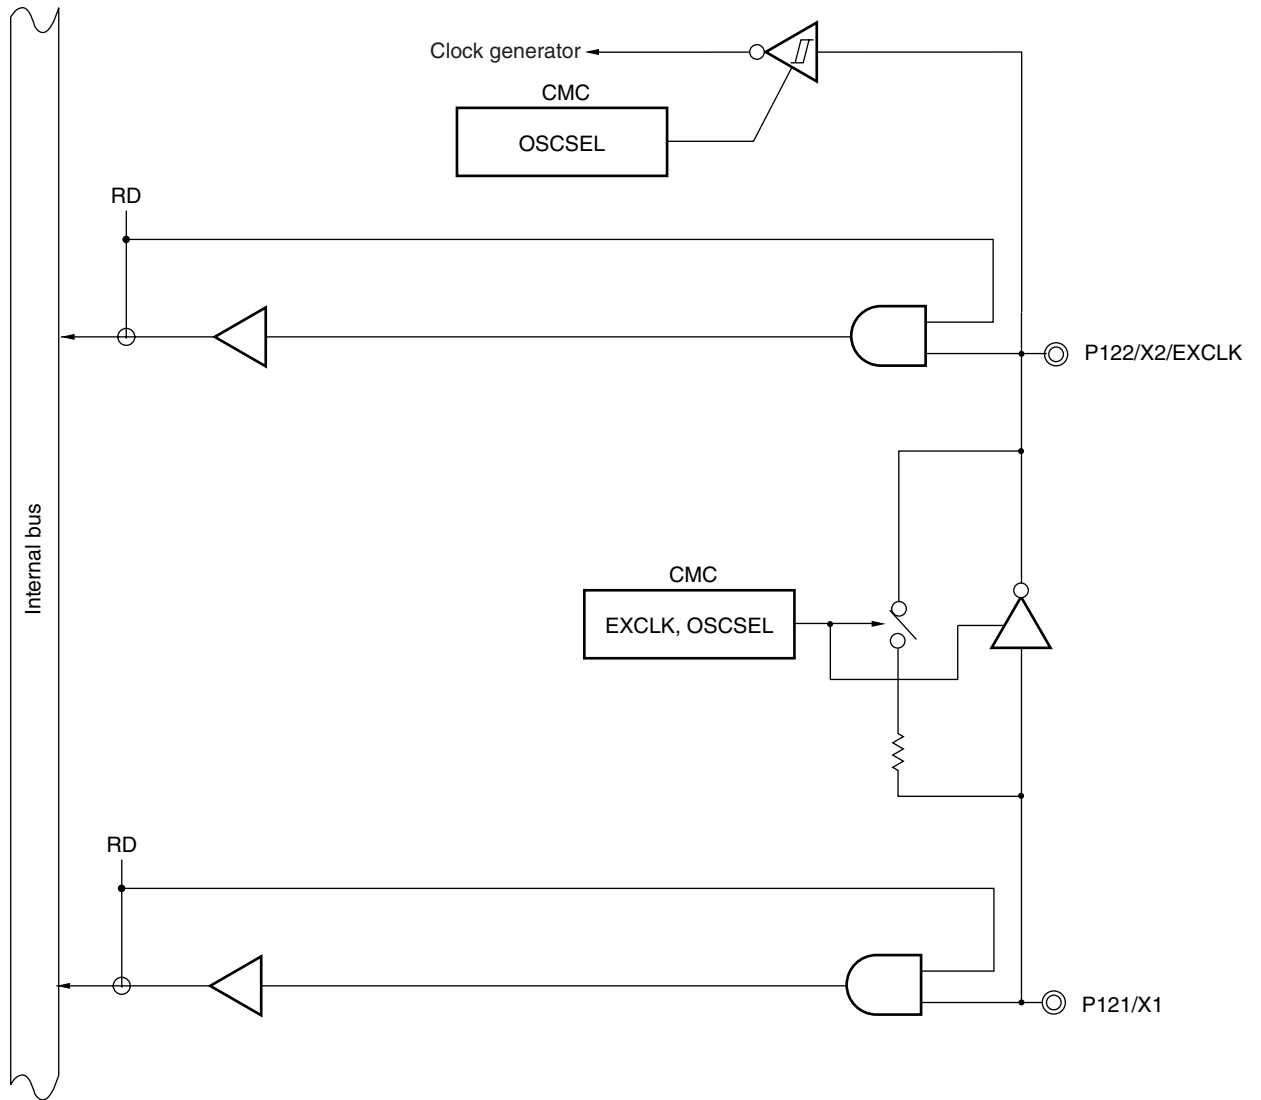 Clock generator
CMC
OSCSEL
RD
P122/X2/EXCLK
Internal bus
CMC
EXCLK, OSCSEL
RD
P121/X1